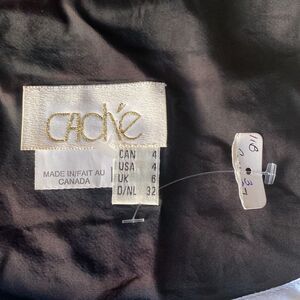 Caché
MADE IN/FAIT AU
CANADA
CAN 4
USA 4
UK 6
D/NL 32